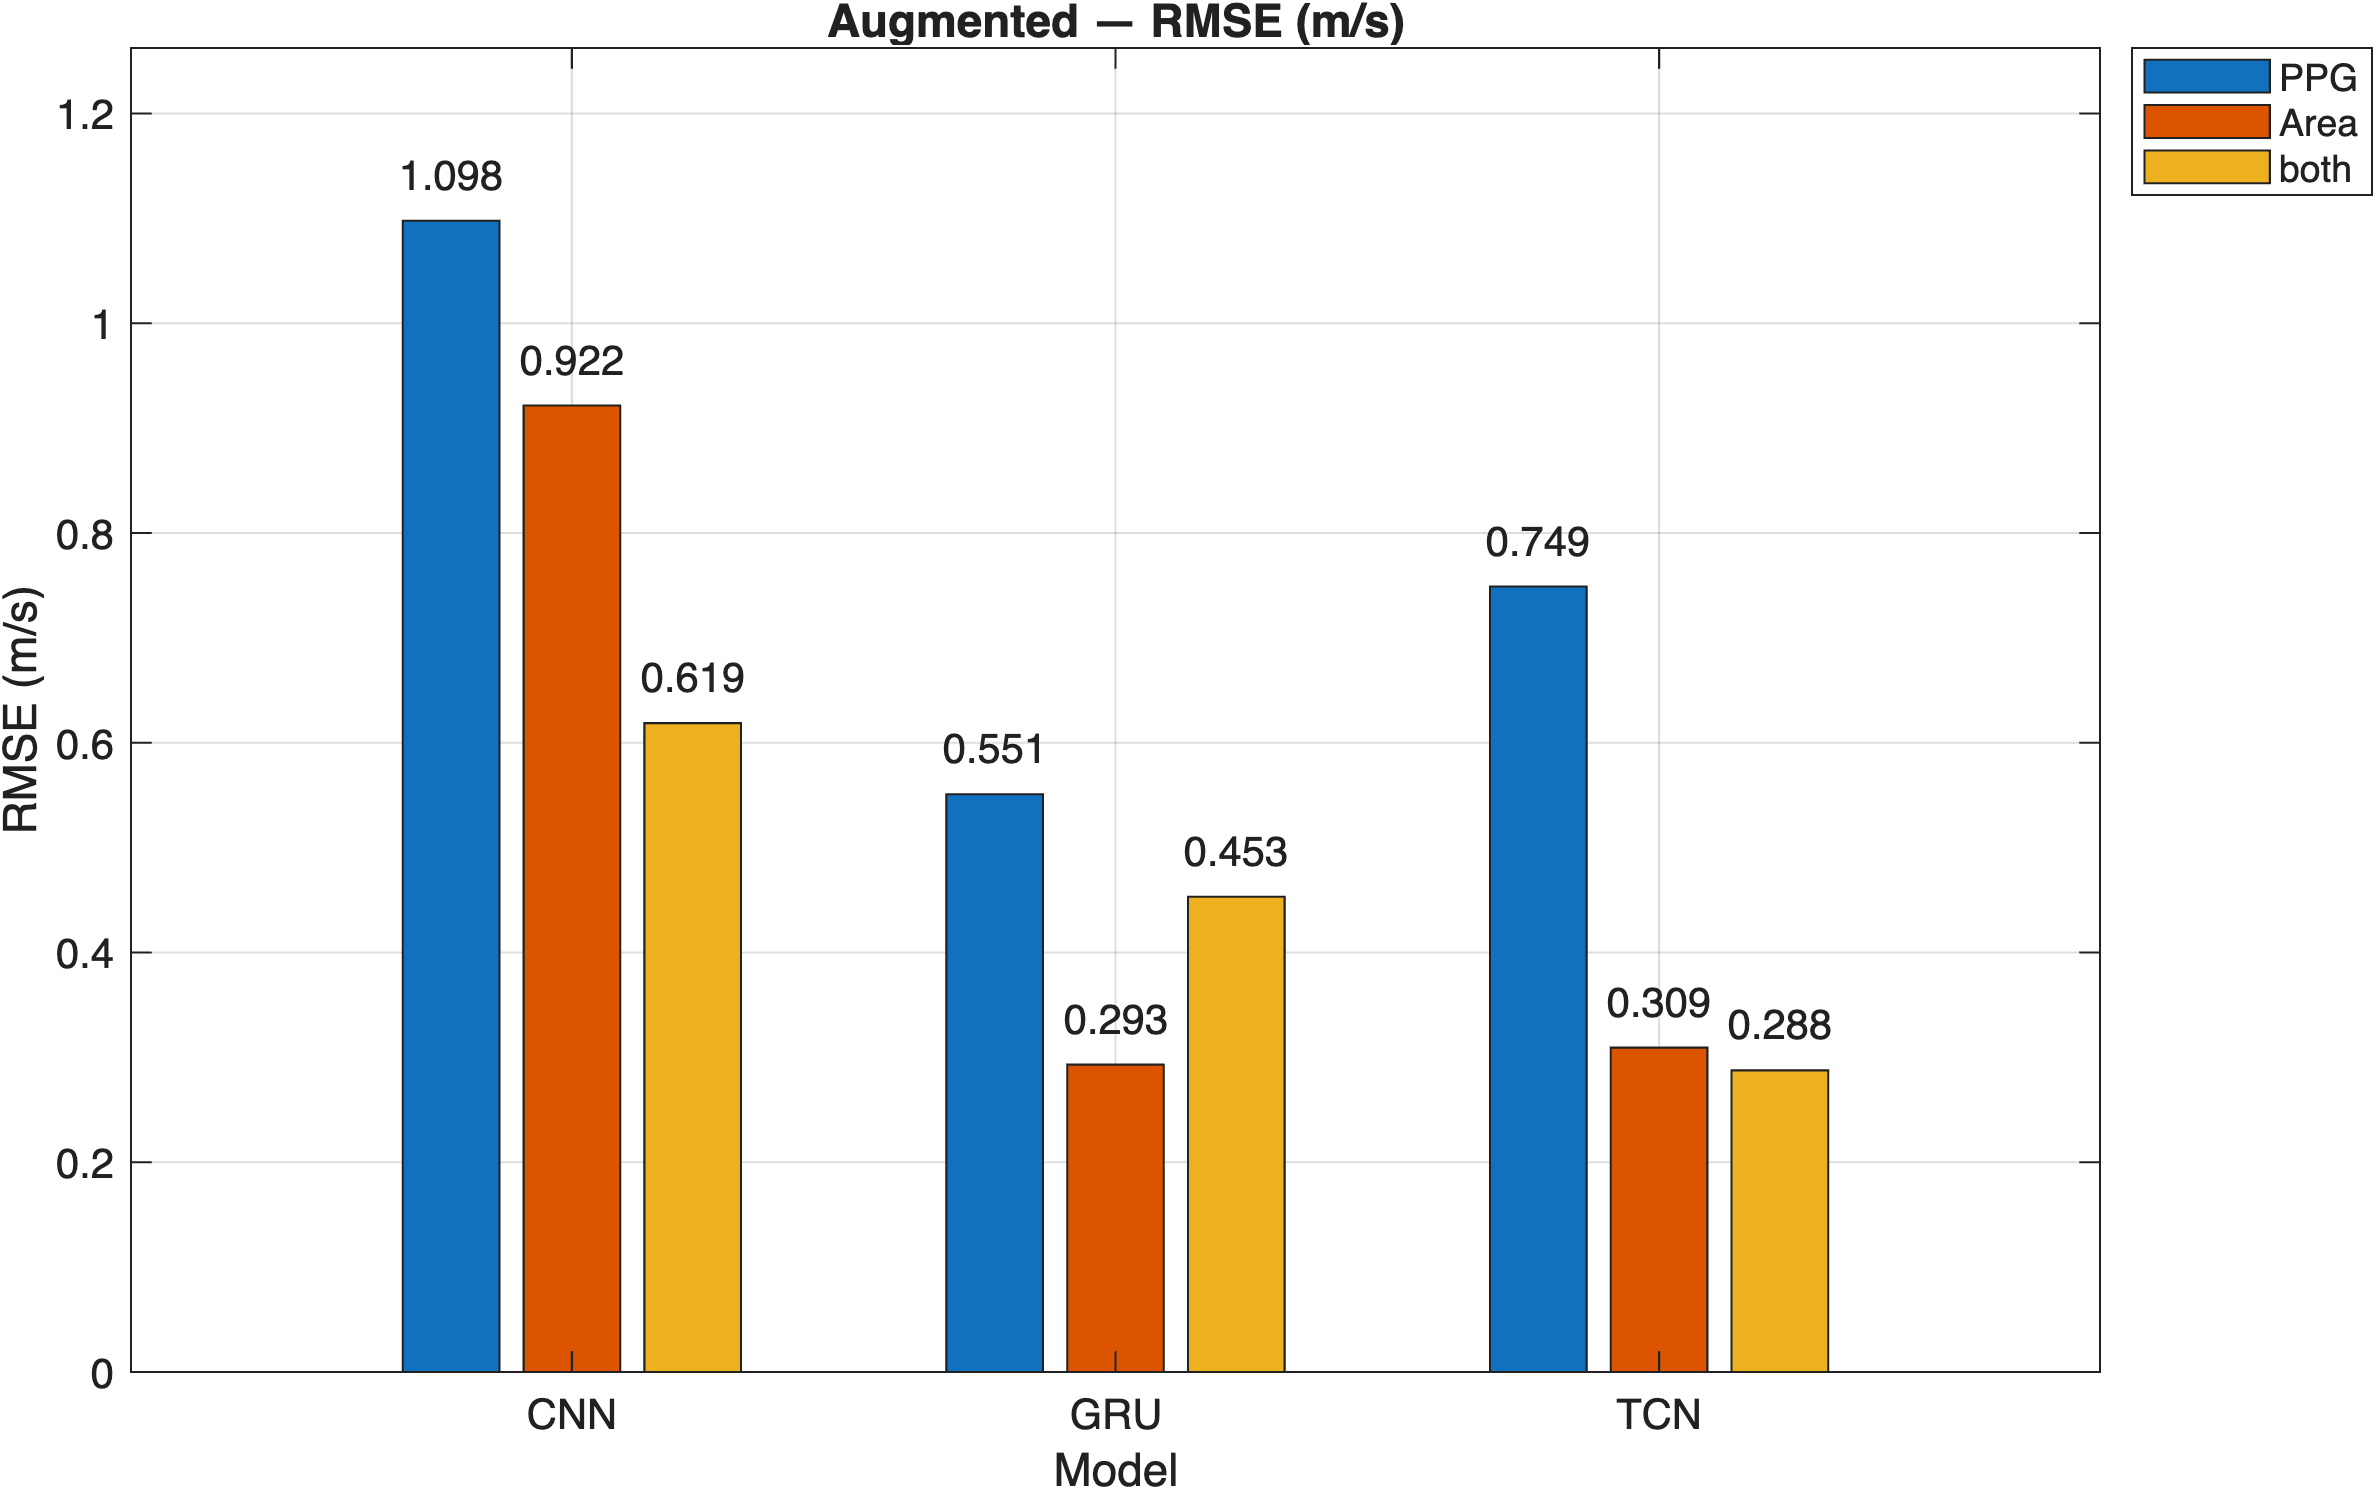 Augmented — RMSE (m/s)
PPG
Area
both
RMSE (m/s)
1.2
1
0.8
0.6
0.4
0.2
0
1.098
0.922
0.619
0.551
0.293
0.453
0.749
0.309
0.288
CNN
GRU
TCN
Model